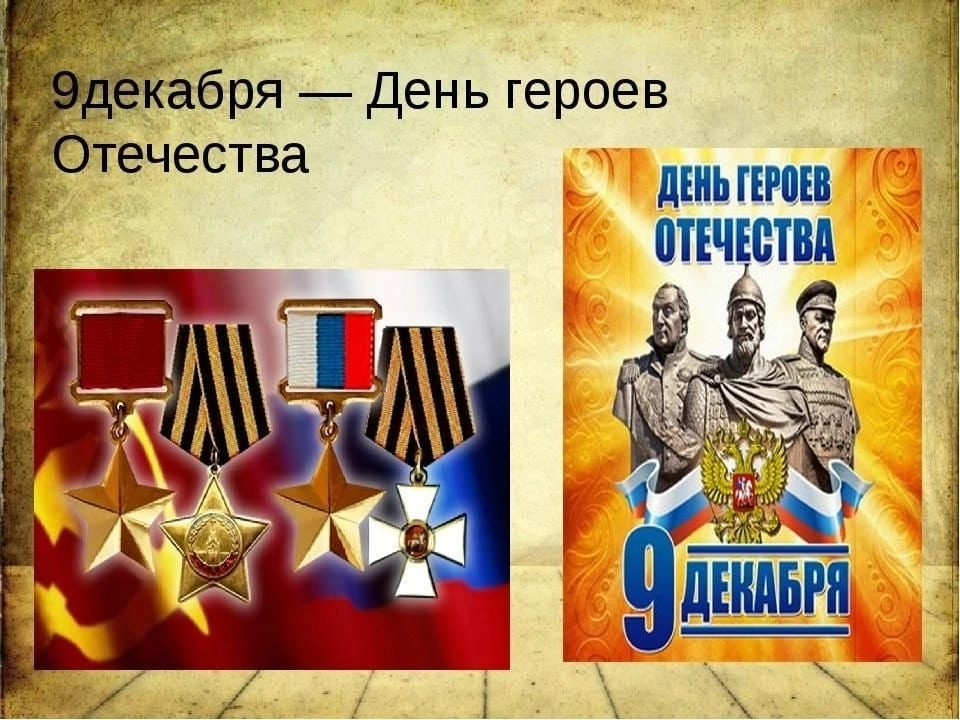 9декабря — День героев
Отечества
ДЕНЬ ГЕРОЕВ
ОТЕЧЕСТВА
9 ДЕКАБРЯ